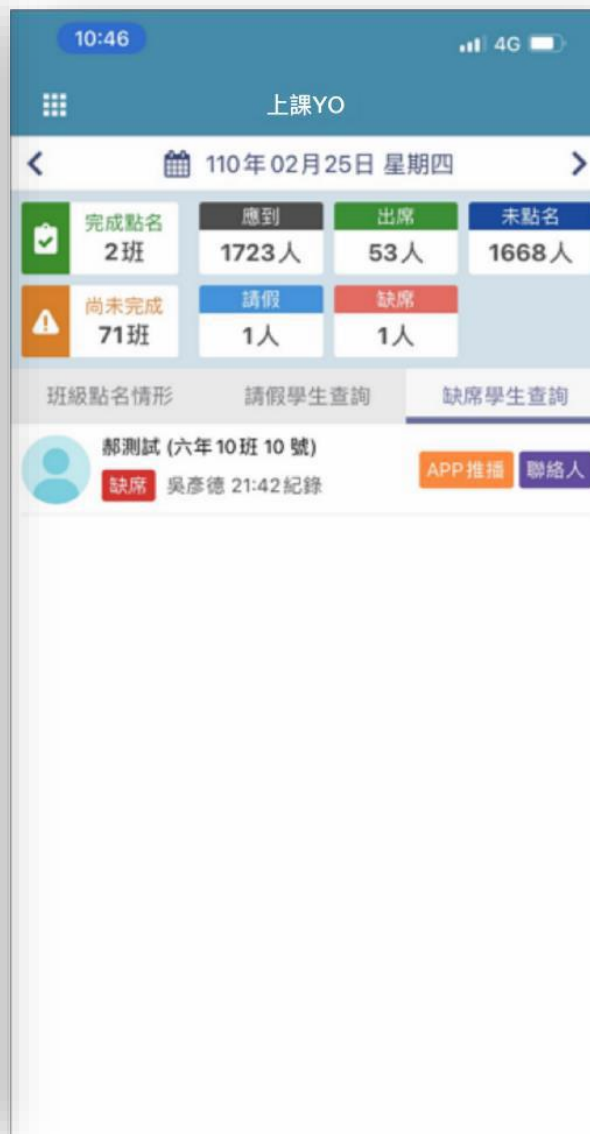 10:46 4G
上課YO
110年02月25日 星期四
完成點名 應到 出席 未點名
2班 1723人 53人 1668人
尚未完成 請假 缺席
71班 1人 1人
班級點名情形 請假學生查詢 缺席學生查詢
郝測試 (六年10班 10 號)
缺席 吳彥德 21:42紀錄 APP推播 聯絡人